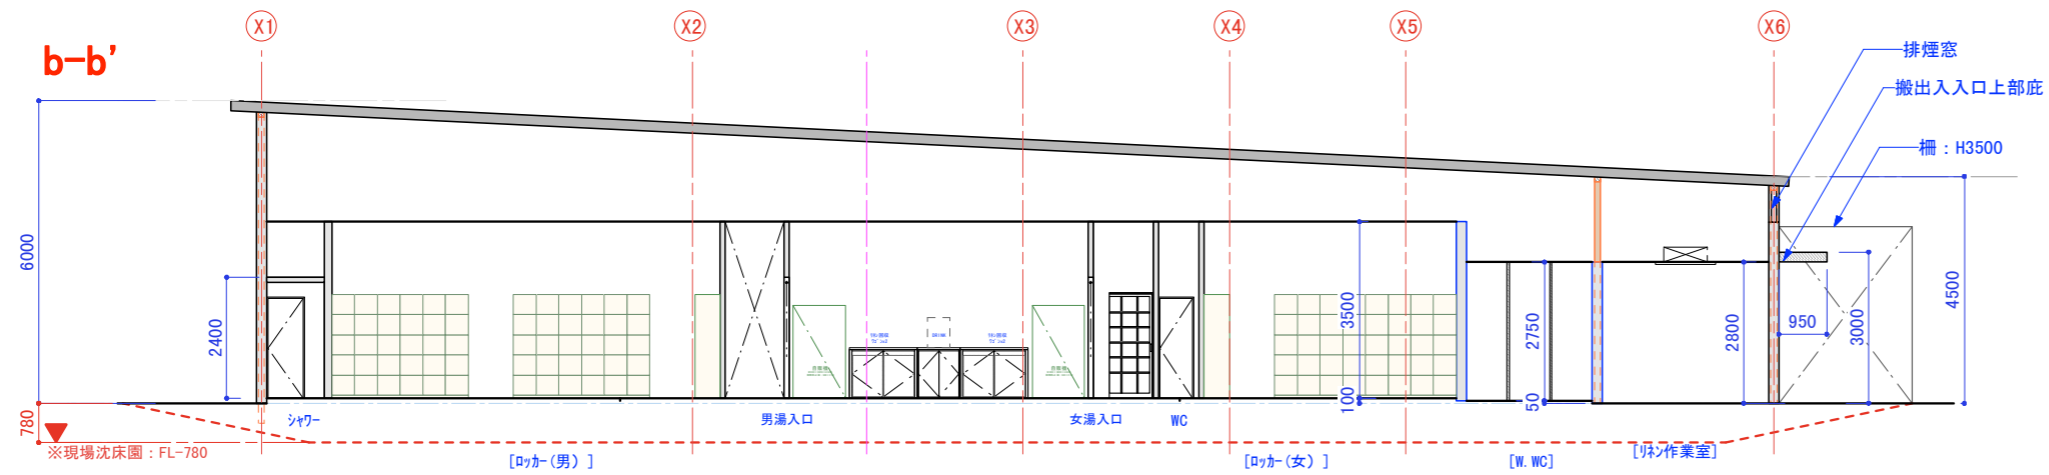 X1
X2
X3
X4
X5
X6
b-b’
排煙窓
搬出入入口上部庇
柵：H3500
6000
2400
3500
2750
2800
950
3000
4500
100
50
780
シャワー
男湯入口
女湯入口
WC
※現場沈床園：FL-780
[ロッカー(男) ]
[ロッカー(女) ]
[W.WC]
[リネン作業室]